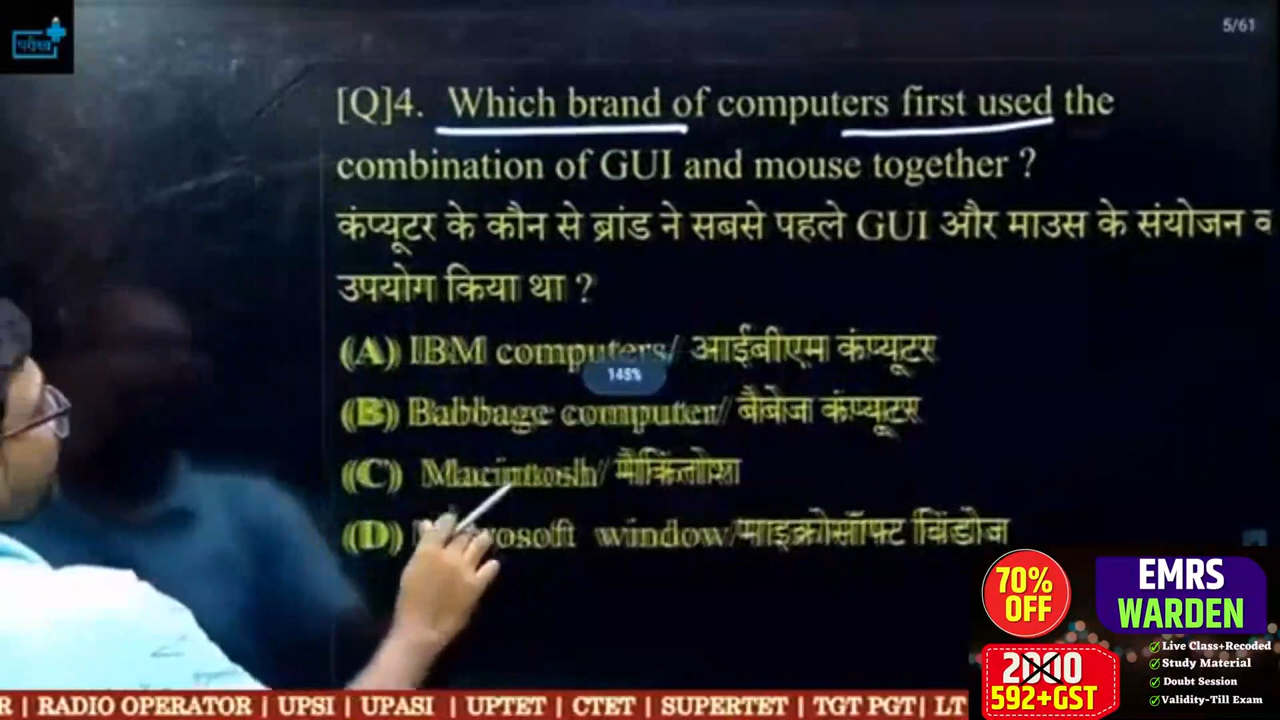 परीक्षा
5/61
[Q]4. Which brand of computers first used the
combination of GUI and mouse together ?
कंप्यूटर के कौन से ब्रांड ने सबसे पहले GUI और माउस के संयोजन
उपयोग किया था ?
(A) IBM computers/ आईबीएम कंप्यूटर
145%
(B) Babbage computer/ बैबेज कंप्यूटर
(C) Macintosh/ मैकिंतोश
(D) window/माइक्रोसॉफ्ट विंडोज
70%
OFF
EMRS
WARDEN
2000
592+GST
Live Class+Recoded
Study Material
Doubt Session
Validity-Till Exam
R | RADIO OPERATOR | UPSI | UPASI UPTET | CTET | SUPERTET | TGT PGT| LT